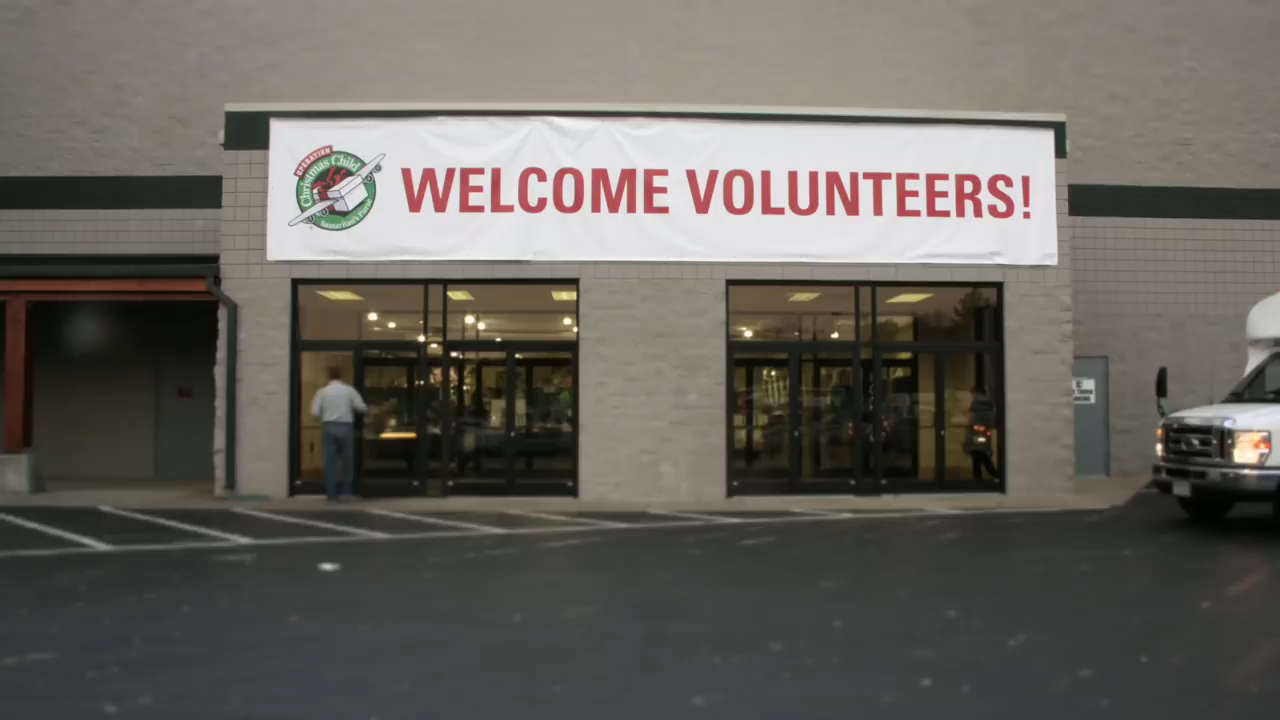 OPERATION
Christmas Child
Samaritan's Purse
WELCOME VOLUNTEERS!